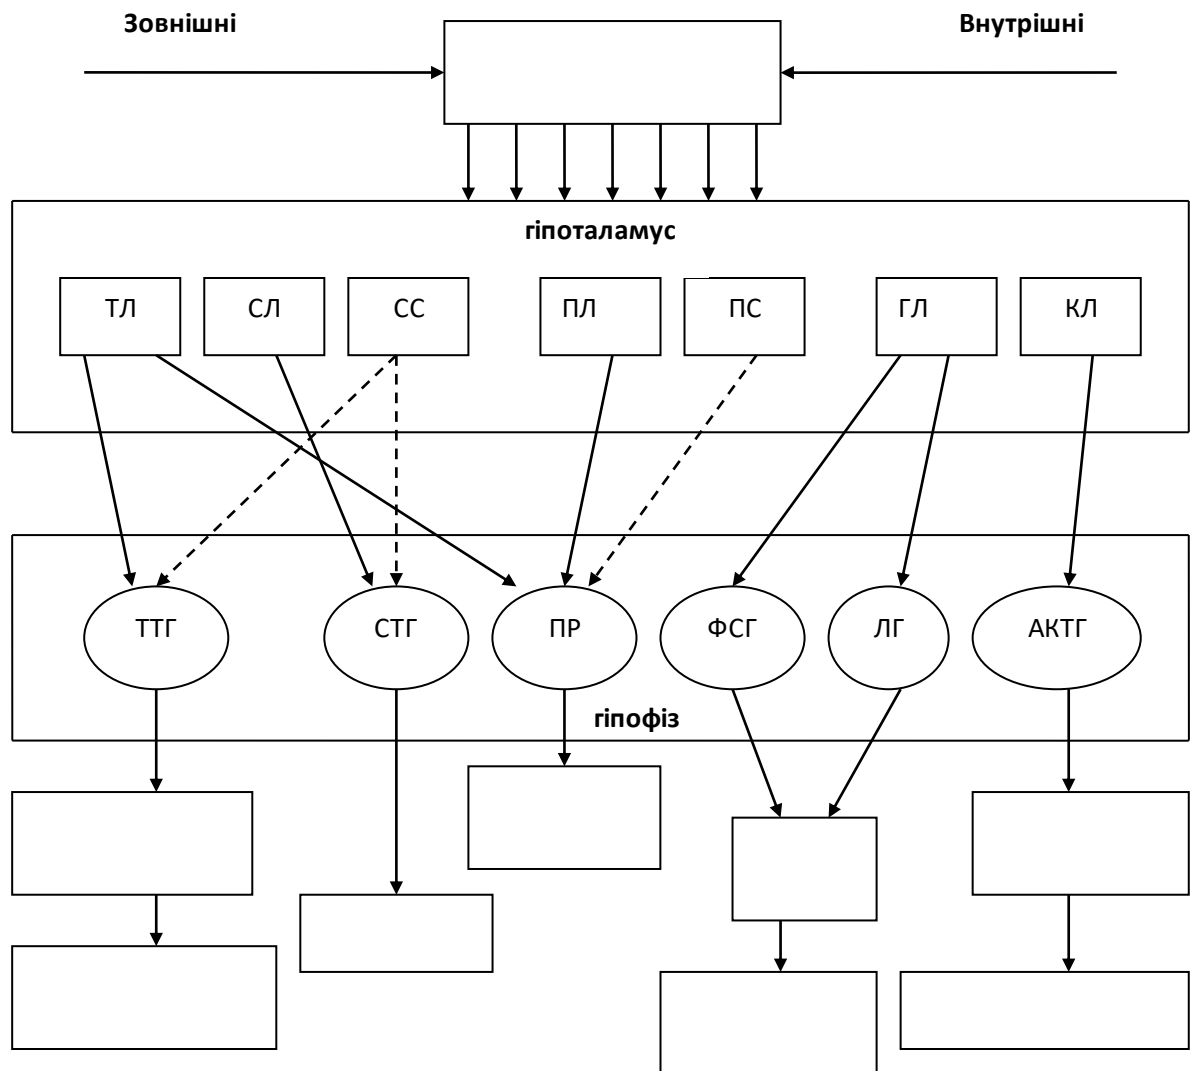 Зовнішні
Внутрішні
гіпоталамус
ТЛ
СЛ
СС
ПЛ
ПС
ГЛ
КЛ
ТТГ
СТГ
ПР
ФСГ
ЛГ
АКТГ
гіпофіз